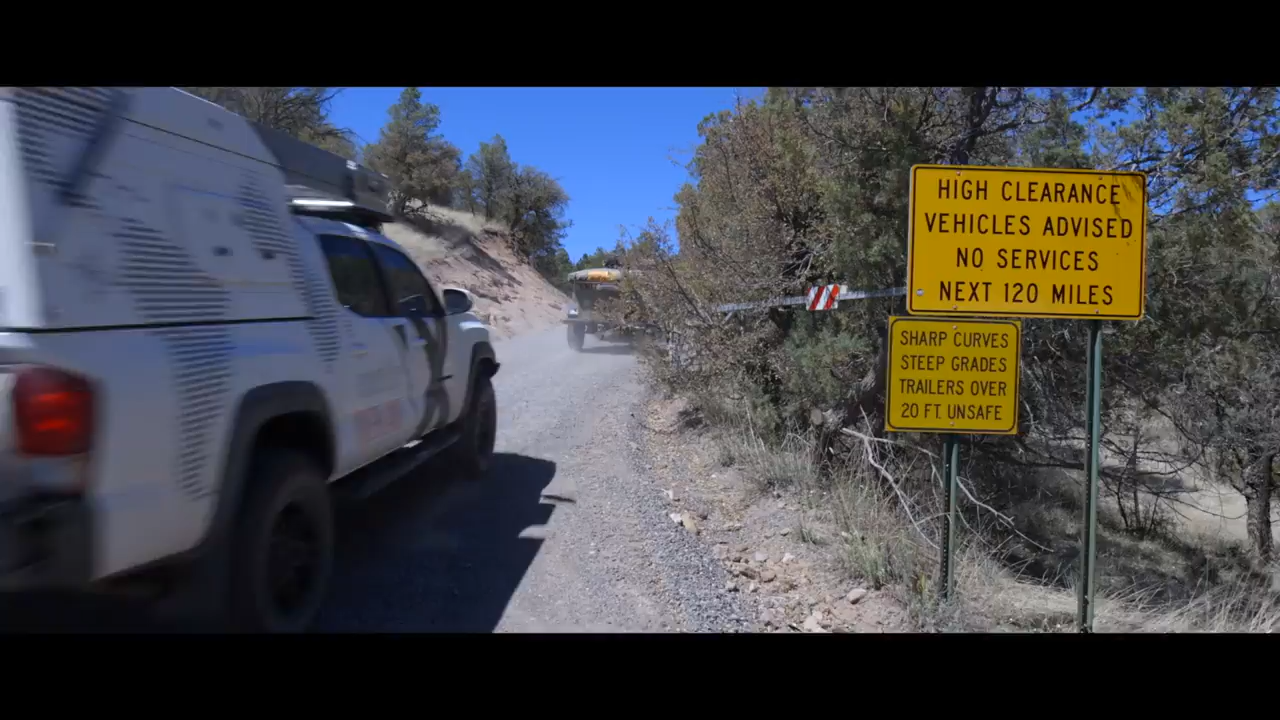 HIGH CLEARANCE
VEHICLES ADVISED
NO SERVICES
NEXT 120 MILES
SHARP CURVES
STEEP GRADES
TRAILERS OVER
20 FT. UNSAFE